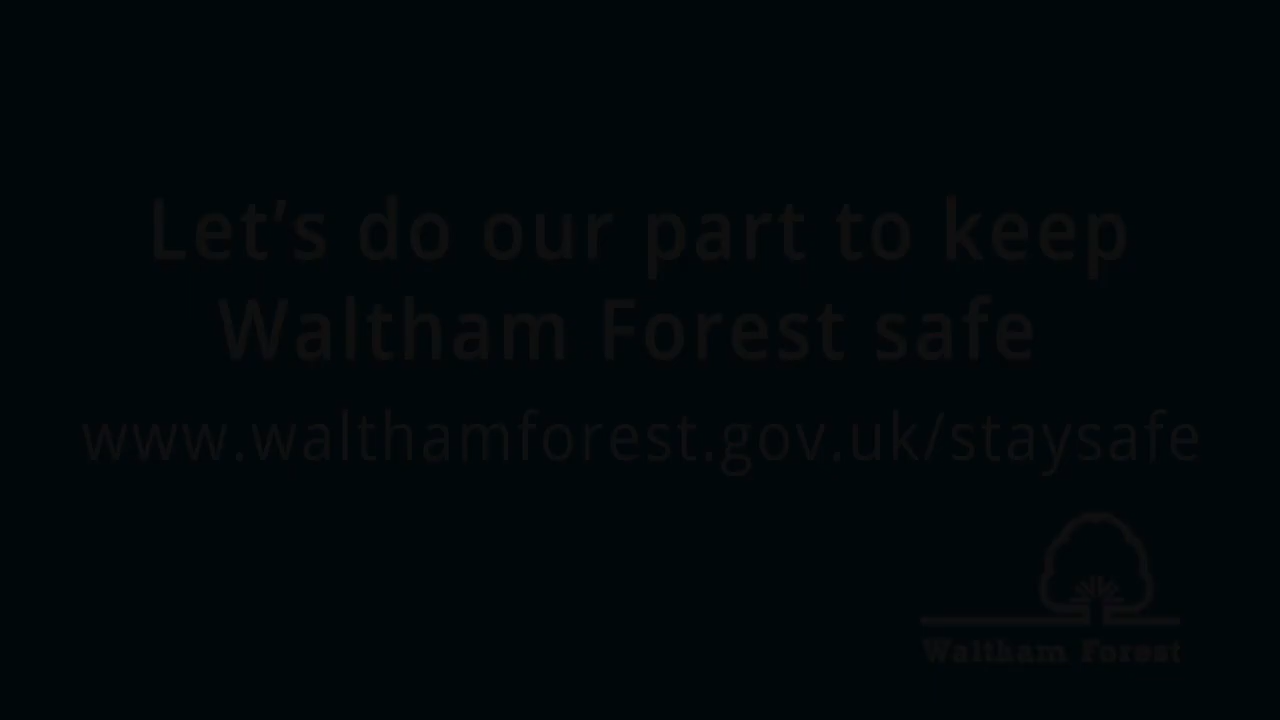 Let’s do our part to keep
Waltham Forest safe
www.walthamforest.gov.uk/staysafe
Waltham Forest